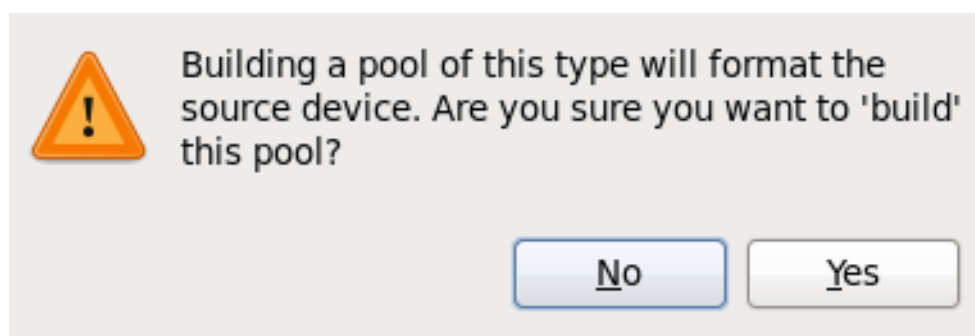 Building a pool of this type will format the
source device. Are you sure you want to 'build'
this pool?
No
Yes